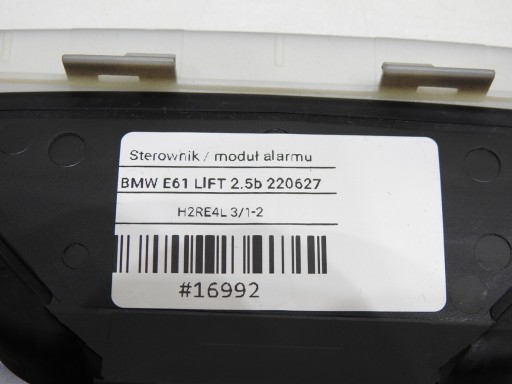 Sterownik / moduł alarmu
BMW E61 LIFT 2.5b 220627
H2RE4L 3/1-2
#16992